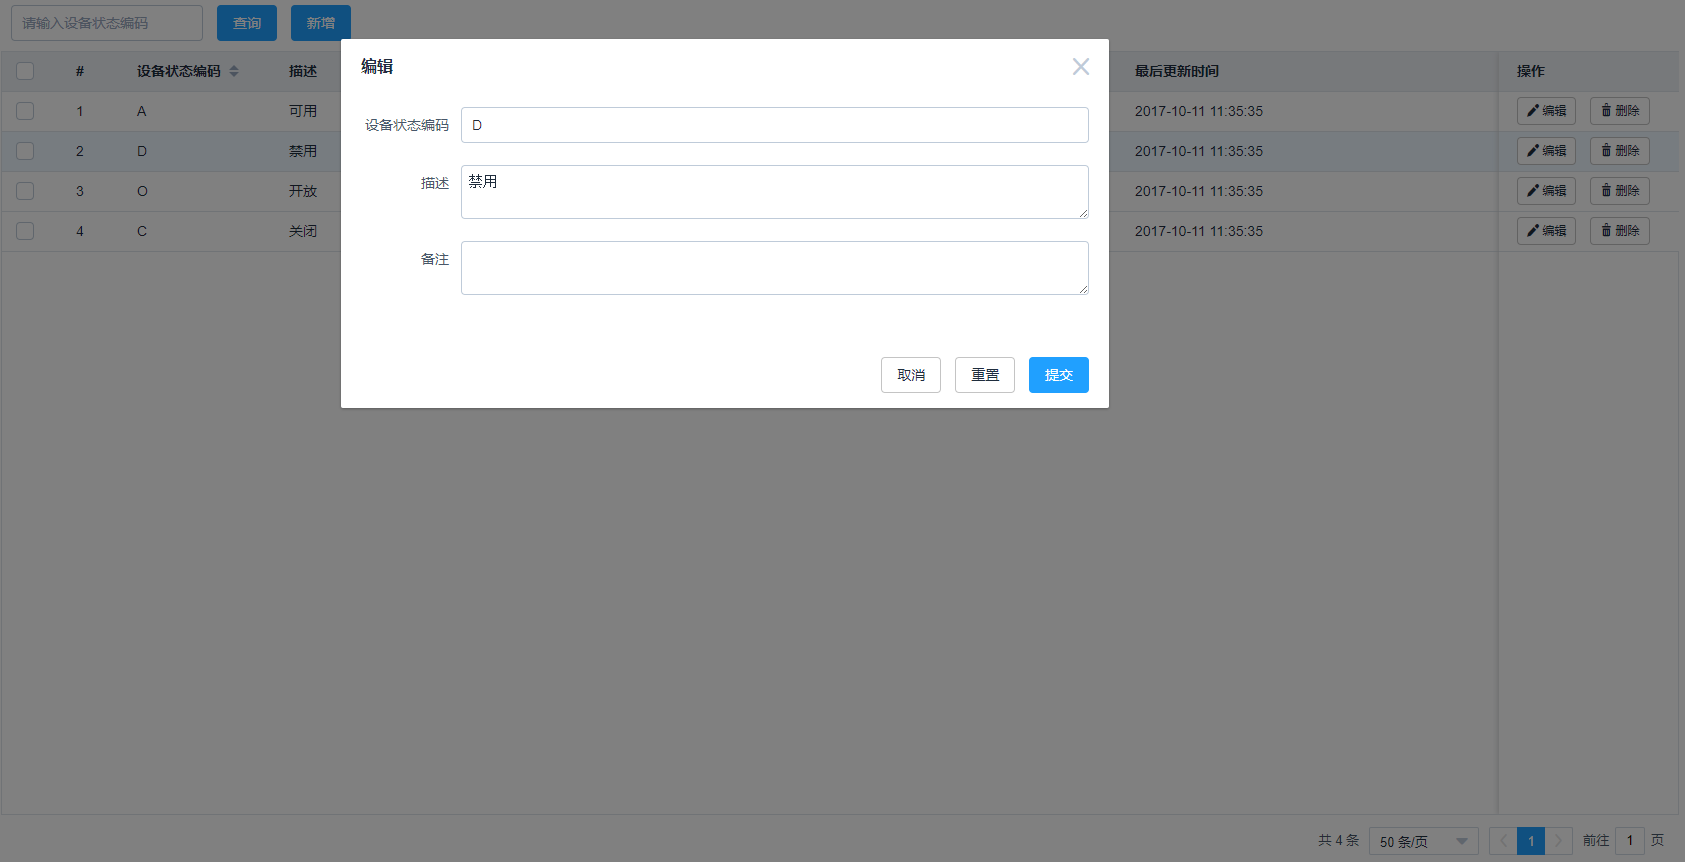 请输入设备状态编码 查询 新增
编辑
# 设备状态编码 描述 最后更新时间 操作
1 A 可用 2017-10-11 11:35:35 编辑 删除
2 D 禁用 2017-10-11 11:35:35 编辑 删除
3 O 开放 2017-10-11 11:35:35 编辑 删除
4 C 关闭 2017-10-11 11:35:35 编辑 删除
设备状态编码 D
描述 禁用
备注
取消 重置 提交
共 4 条 50 条/页 1 前往 1 页